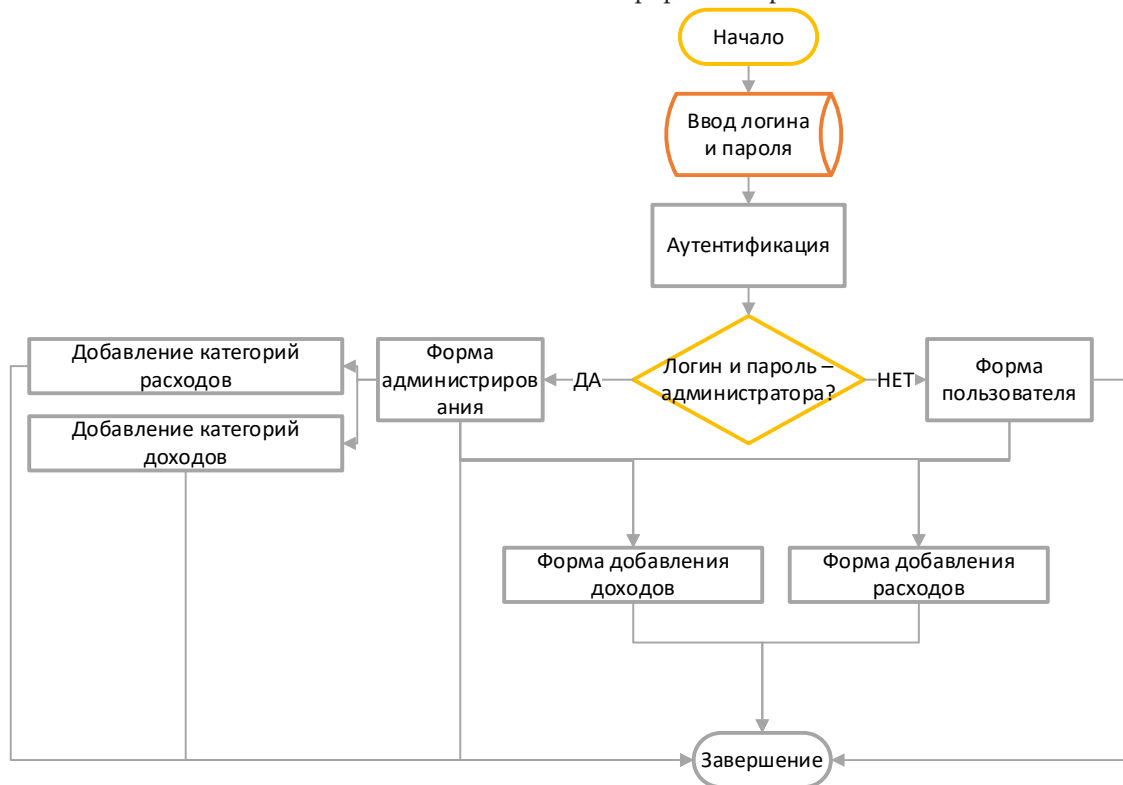 Начало
Ввод логина
и пароля
Аутентификация
Добавление категорий
расходов
Форма
администриров
ания
ДА
Логин и пароль –
администратора?
НЕТ
Форма
пользователя
Добавление категорий
доходов
Форма добавления
доходов
Форма добавления
расходов
Завершение